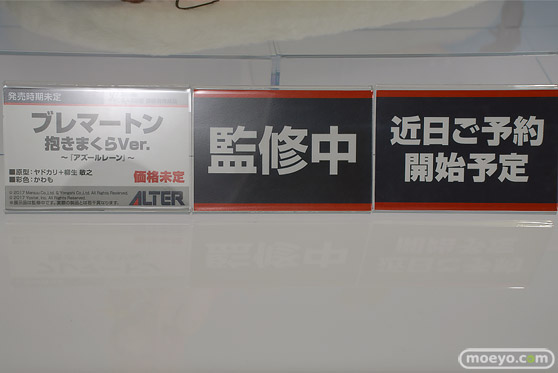 発売時期未定
ブレマートン
抱きまくらVer.
～『アズールレーン』～
■原型：ヤドカリ＋柳生 敏之
■彩色：かわも
価格未定
ALTER
監修中
近日ご予約
開始予定
moeyo.com